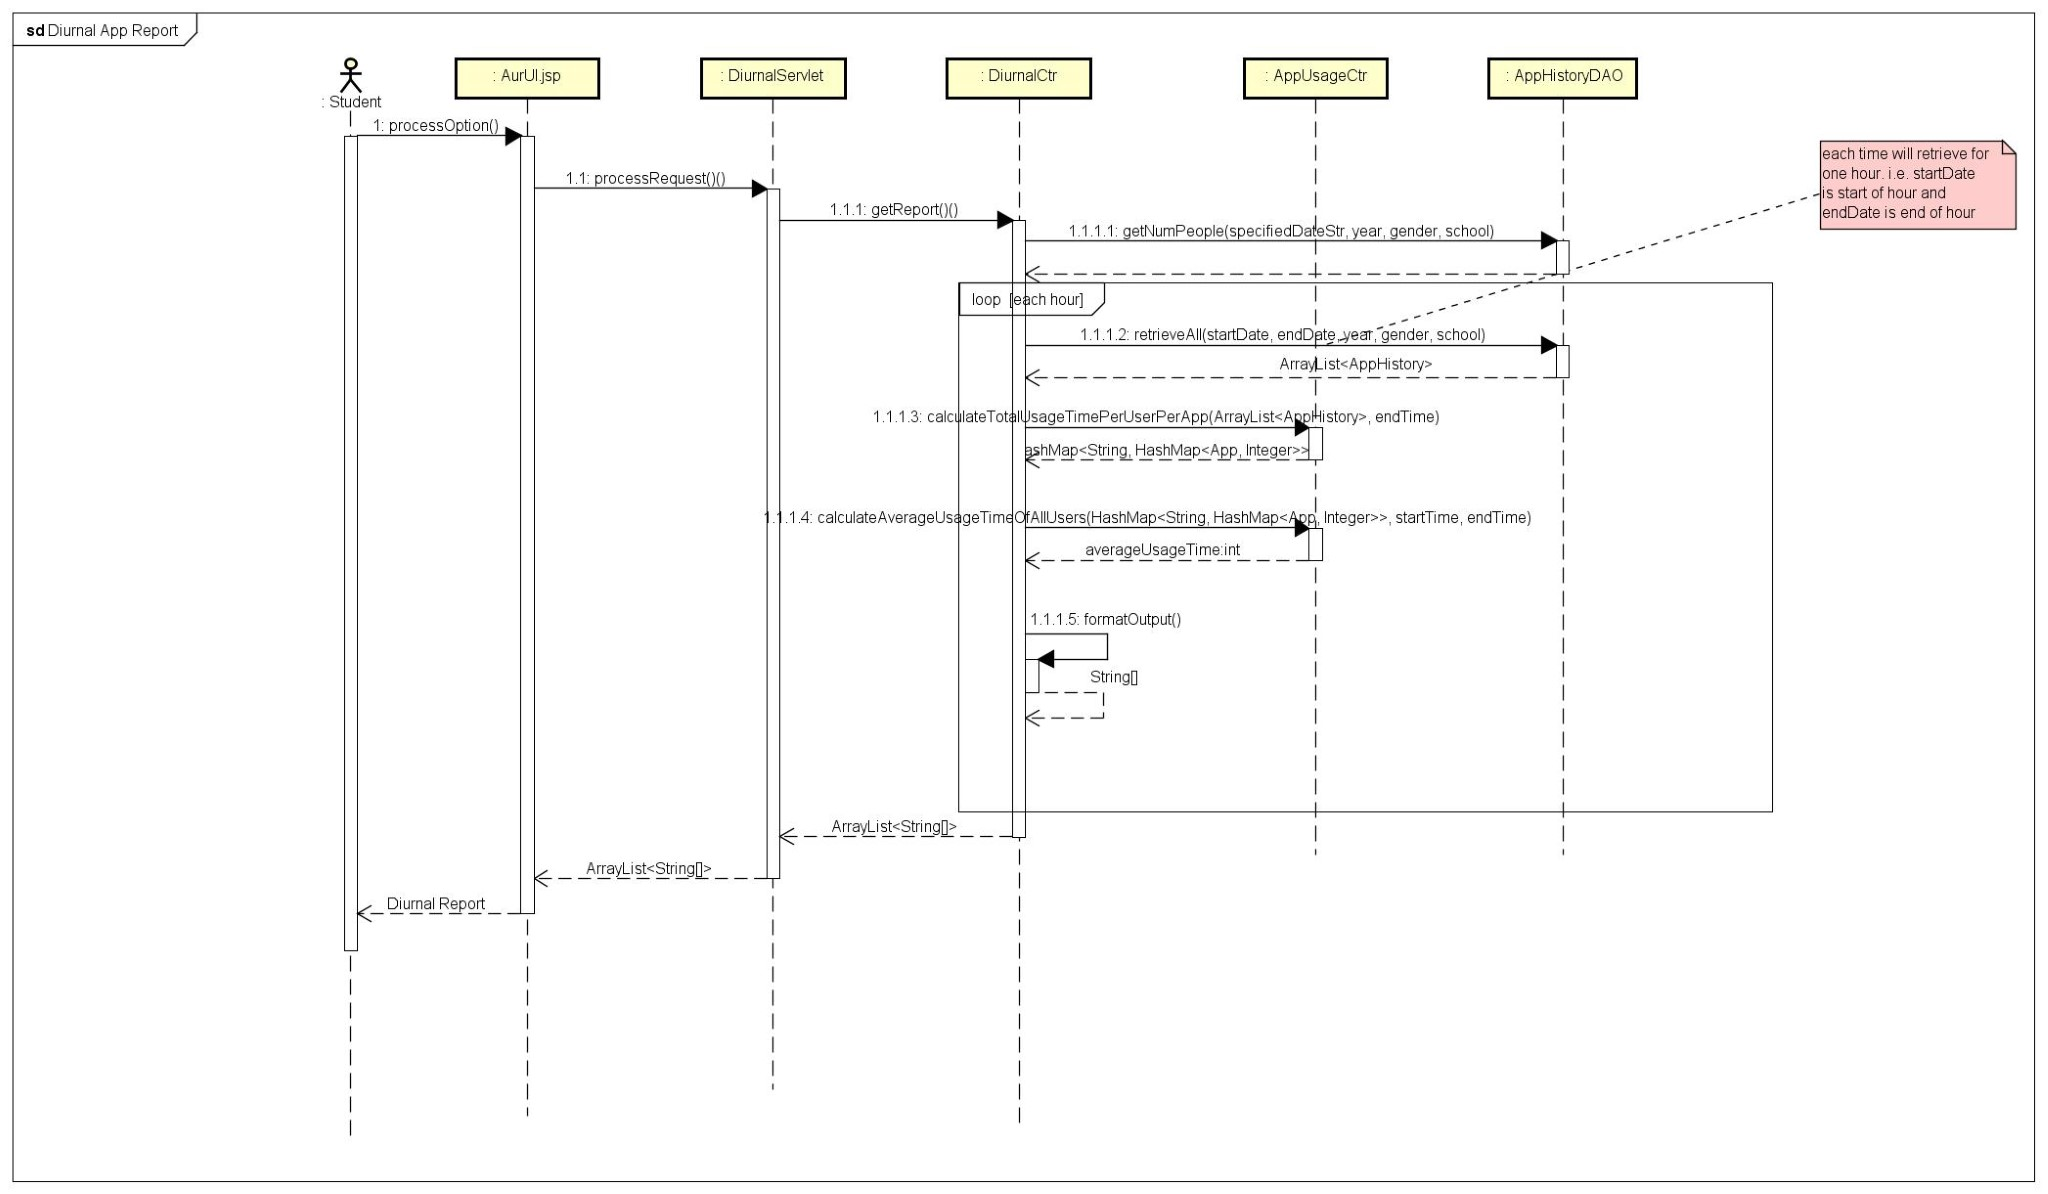 sd Diurnal App Report
: Student
: AurUI.jsp
: DiurnalServlet
: DiurnalCtr
: AppUsageCtr
: AppHistoryDAO
1: processOption()
each time will retrieve for
one hour. i.e. startDate
is start of hour and
endDate is end of hour
1.1: processRequest()()
1.1.1: getReport()()
1.1.1.1: getNumPeople(specifiedDateStr, year, gender, school)
loop [each hour]
1.1.1.2: retrieveAll(startDate, endDate, year, gender, school)
ArrayList<AppHistory>
1.1.1.3: calculateTotalUsageTimePerUserPerApp(ArrayList<AppHistory>, endTime)
ashMap<String, HashMap<App, Integer>>
1.1.1.4: calculateAverageUsageTimeOfAllUsers(HashMap<String, HashMap<App, Integer>>, startTime, endTime)
averageUsageTime:int
1.1.1.5: formatOutput()
String[]
ArrayList<String[]>
ArrayList<String[]>
Diurnal Report